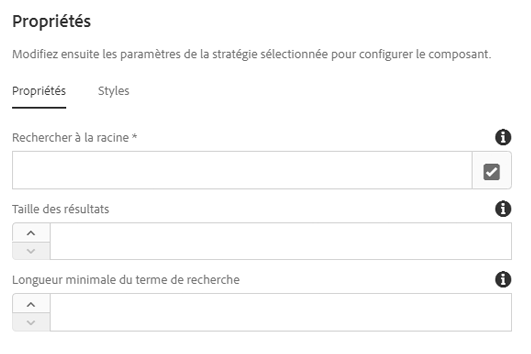 Propriétés
Modifiez ensuite les paramètres de la stratégie sélectionnée pour configurer le composant.
Propriétés Styles
Rechercher à la racine *
Taille des résultats
Longueur minimale du terme de recherche